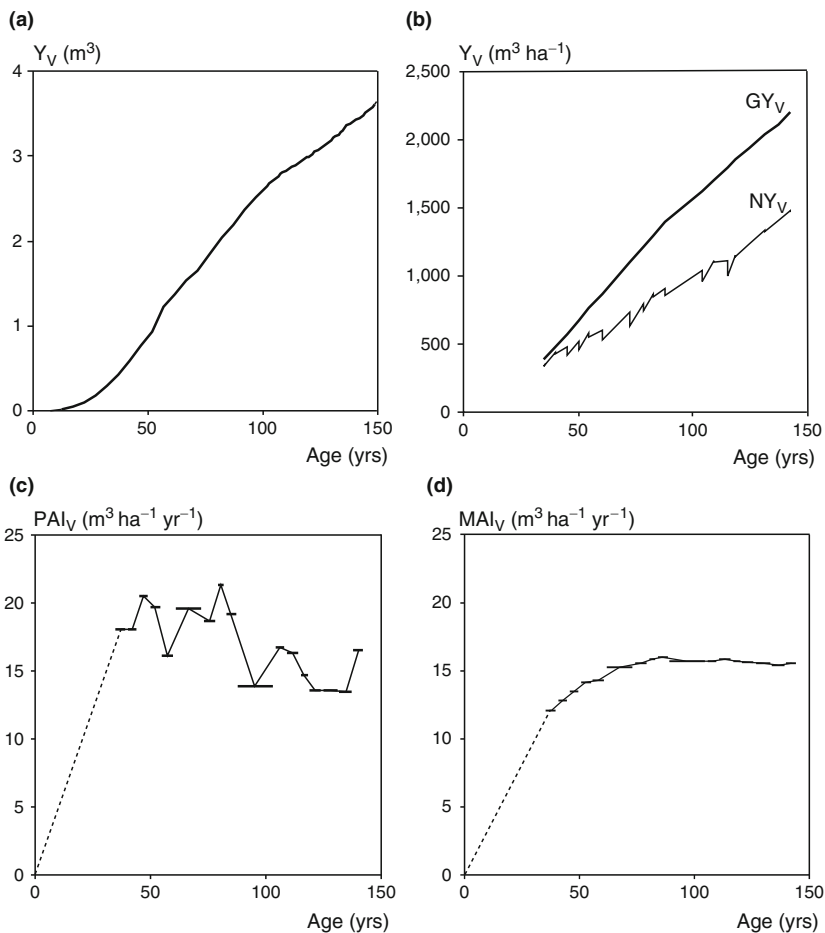 (a)
Y_V (m³)
4
3
2
1
0
0 50 100 150
Age (yrs)
(b)
Y_V (m³ ha⁻¹)
2,500
2,000
1,500
1,000
500
0
GY_V
NY_V
0 50 100 150
Age (yrs)
(c)
PAI_V (m³ ha⁻¹ yr⁻¹)
25
20
15
10
5
0
0 50 100 150
Age (yrs)
(d)
MAI_V (m³ ha⁻¹ yr⁻¹)
25
20
15
10
5
0
0 50 100 150
Age (yrs)